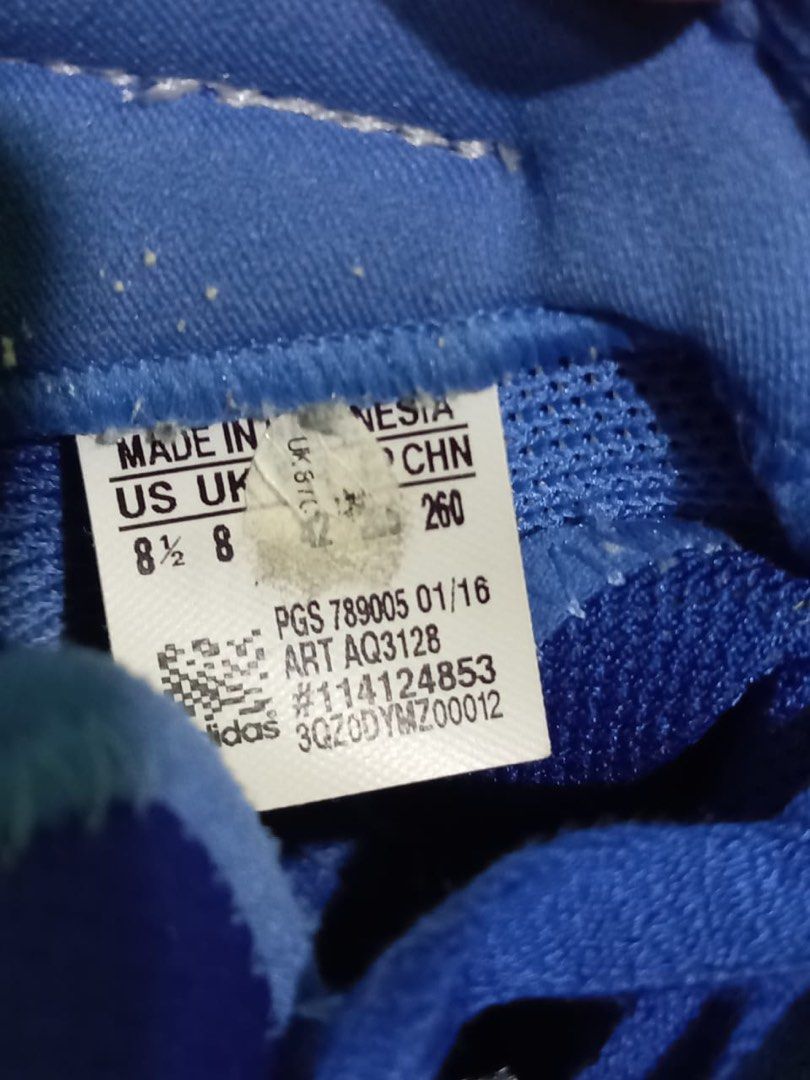 MADE IN
US UK CHN
8½ 8 260
PGS 789005 01/16
ART AQ3128
#114124853
3QZ0DYMZ00012